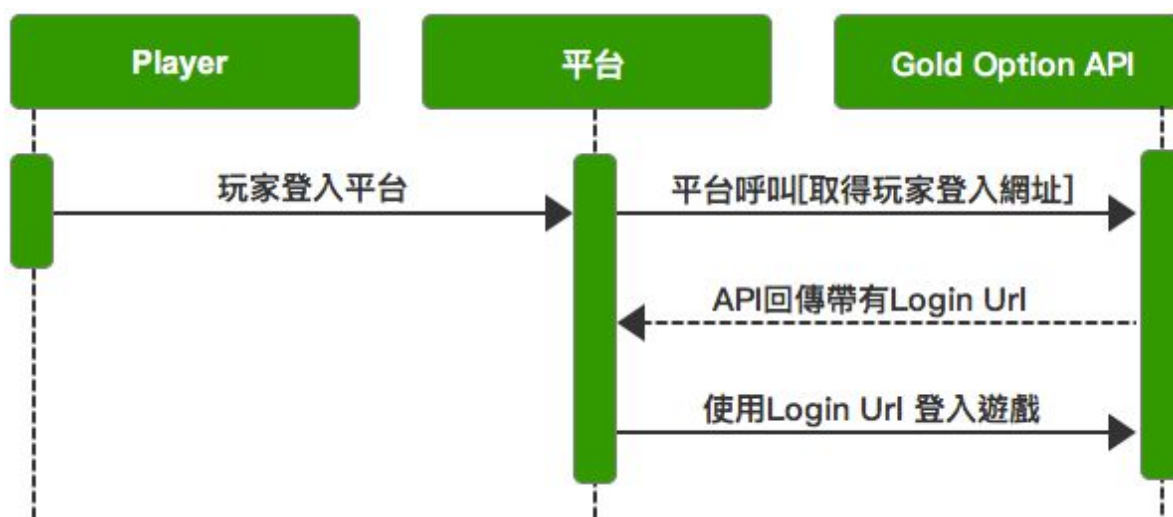 Player
平台
Gold Option API
玩家登入平台
平台呼叫[取得玩家登入網址]
API回傳帶有Login Url
使用Login Url 登入遊戲